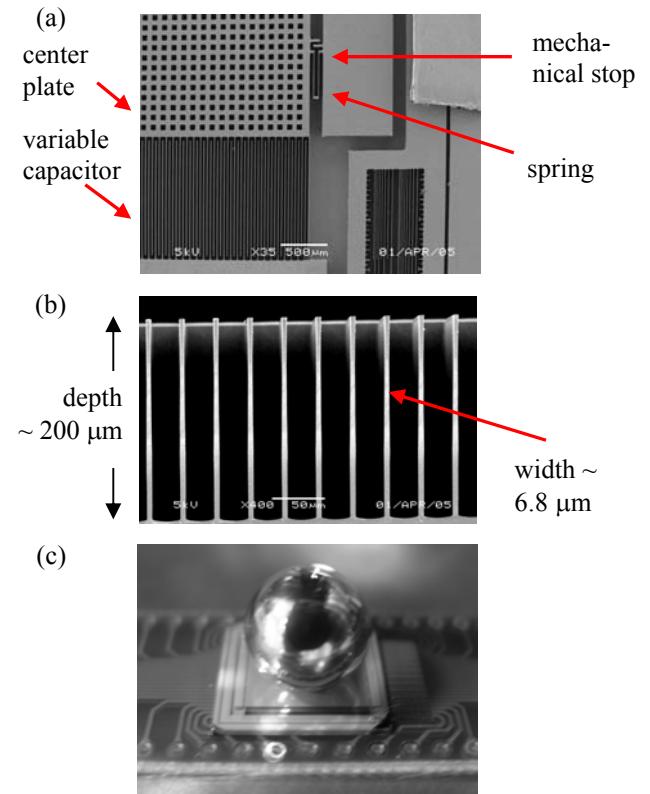 (a)
center
plate
variable
capacitor
mecha-
nical stop
spring
5kV X35 500μm 01/APR/05
(b)
depth
~ 200 μm
width ~
6.8 μm
5kV X400 50μm 01/APR/05
(c)